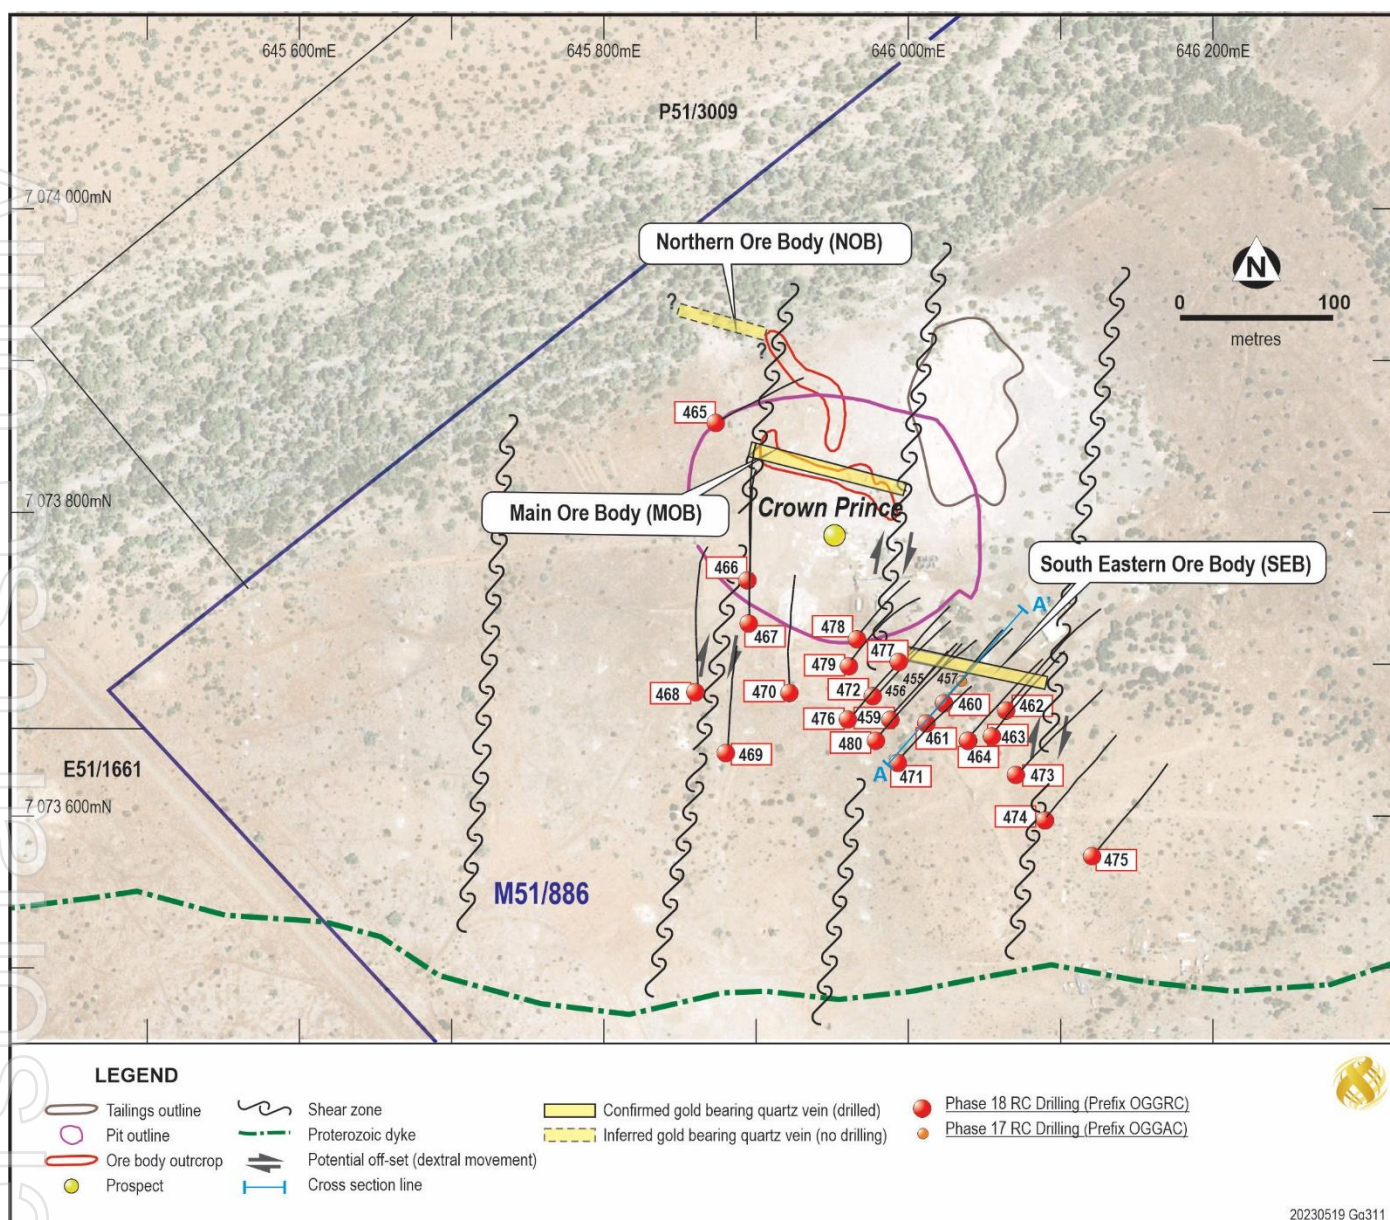 645 600mE
645 800mE
646 000mE
646 200mE
P51/3009
7 074 000mN
Northern Ore Body (NOB)
N
0 100
metres
?
?
465
Main Ore Body (MOB)
Crown Prince
7 073 800mN
South Eastern Ore Body (SEB)
466
A'
467
478
477
479
468
470
472
456
455
457
460
462
476
459
461
463
480
464
469
A
471
473
E51/1661
7 073 600mN
474
475
M51/886
LEGEND
Tailings outline
Pit outline
Ore body outrcrop
Prospect
Shear zone
Proterozoic dyke
Potential off-set (dextral movement)
Cross section line
Confirmed gold bearing quartz vein (drilled)
Inferred gold bearing quartz vein (no drilling)
Phase 18 RC Drilling (Prefix OGGRC)
Phase 17 RC Drilling (Prefix OGGAC)
20230519 Gg311